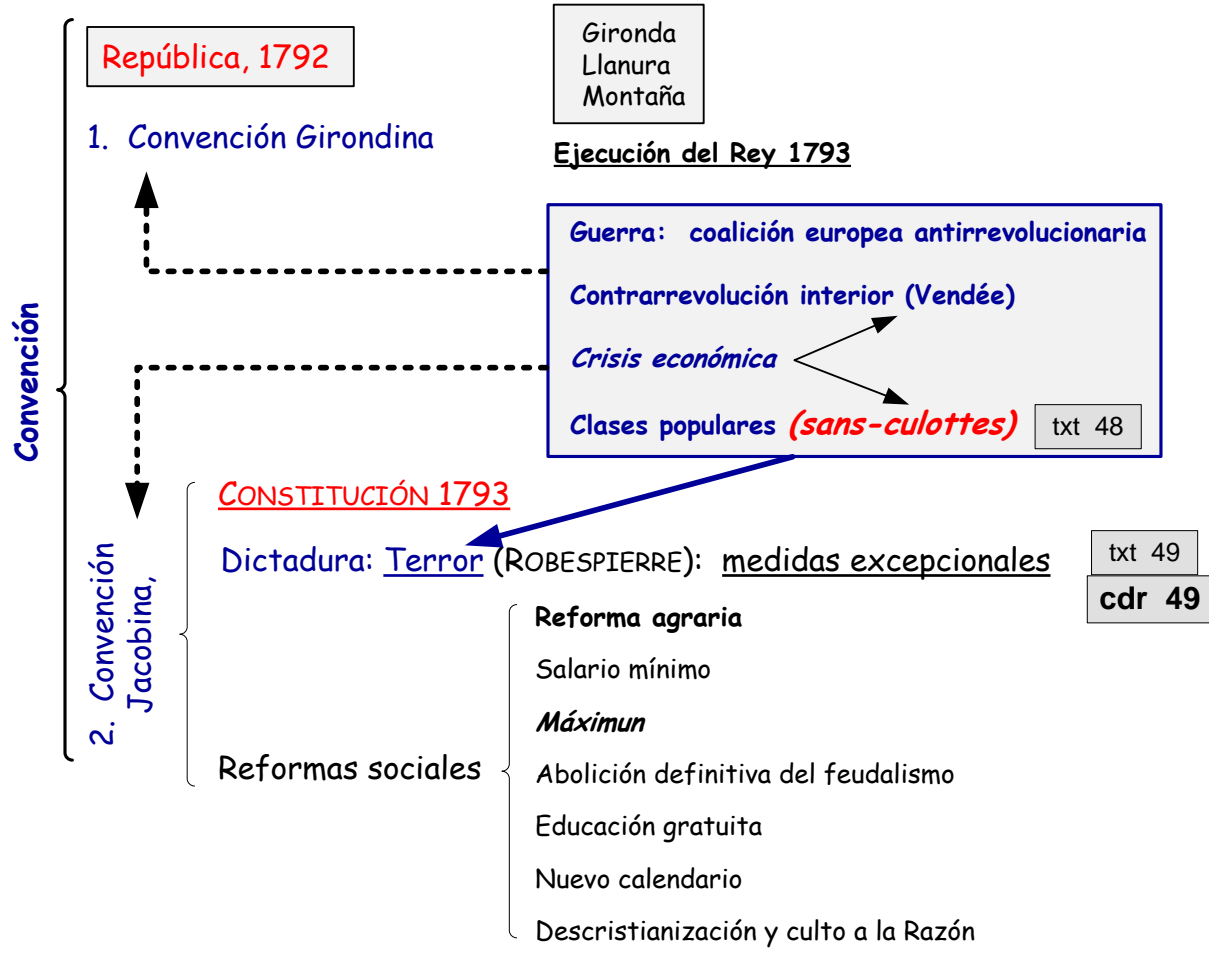 Convención
República, 1792
Gironda
Llanura
Montaña
1. Convención Girondina
Ejecución del Rey 1793
Guerra: coalición europea antirrevolucionaria
Contrarrevolución interior (Vendée)
Crisis económica
Clases populares (sans-culottes)
txt 48
2. Convención
Jacobina,
CONSTITUCIÓN 1793
Dictadura: Terror (ROBESPIERRE): medidas excepcionales
txt 49
cdr 49
Reformas sociales
Reforma agraria
Salario mínimo
Máximun
Abolición definitiva del feudalismo
Educación gratuita
Nuevo calendario
Descristianización y culto a la Razón